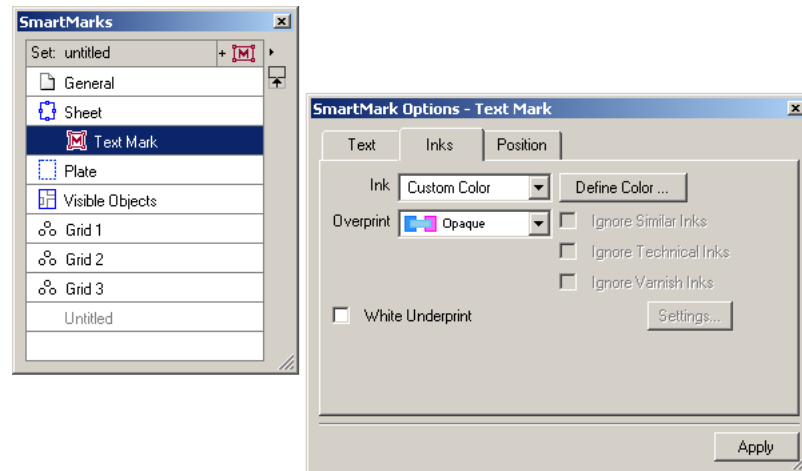 SmartMarks
Set: untitled
+ M
General
Sheet
M Text Mark
Plate
Visible Objects
Grid 1
Grid 2
Grid 3
Untitled
SmartMark Options - Text Mark
Text Inks Position
Ink Custom Color Define Color ...
Overprint Opaque Ignore Similar Inks
Ignore Technical Inks
Ignore Varnish Inks
White Underprint Settings...
Apply